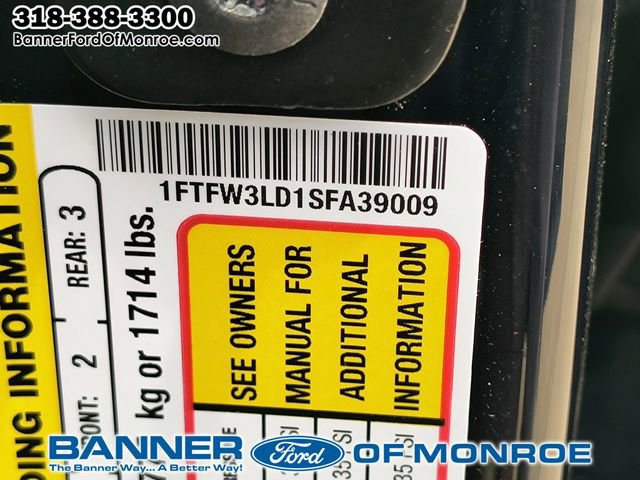 318-388-3300
BannerFordOfMonroe.com
1FTFW3LD1SFA39009
SEE OWNERS
MANUAL FOR
ADDITIONAL
INFORMATION
REAR: 3
2
kg or 1714 lbs.
INFORMATION
BANNER Ford OF MONROE
The Banner Way... A Better Way!